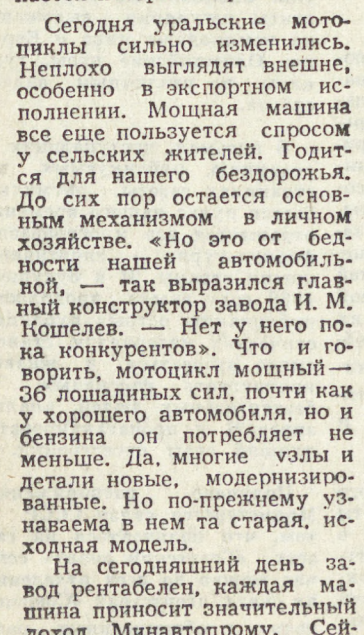 Сегодня уральские мото-
циклы сильно изменились.
Неплохо выглядят внешне,
особенно в экспортном ис-
полнении. Мощная машина
все еще пользуется спросом
у сельских жителей. Годит-
ся для нашего бездорожья.
До сих пор остается основ-
ным механизмом в личном
хозяйстве. «Но это от бед-
ности нашей автомобиль-
ной, — так выразился глав-
ный конструктор завода И. М.
Кошелев. — Нет у него по-
ка конкурентов». Что и го-
ворить, мотоцикл мощный—
36 лошадиных сил, почти как
у хорошего автомобиля, но и
бензина он потребляет не
меньше. Да, многие узлы и
детали новые, модернизиро-
ванные. Но по-прежнему уз-
наваема в нем та старая, ис-
ходная модель.
На сегодняшний день за-
вод рентабелен, каждая ма-
шина приносит значительный
доход Минавтопрому. Сей-